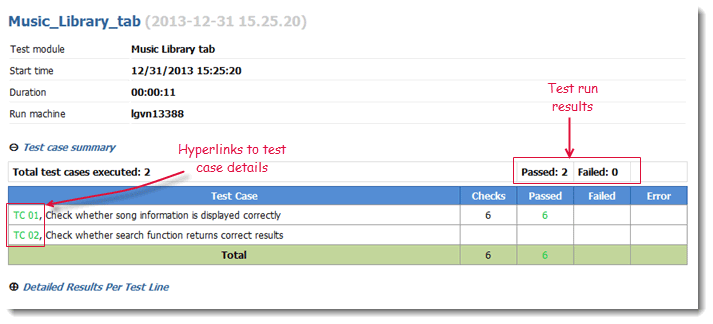 Music_Library_tab (2013-12-31 15.25.20)
Test module Music Library tab
Start time 12/31/2013 15:25:20
Duration 00:00:11
Run machine lgvn13388
Test run
results
Test case summary
Hyperlinks to test
case details
Total test cases executed: 2 Passed: 2 Failed: 0
Test Case Checks Passed Failed Error
TC 01, Check whether song information is displayed correctly 6 6
TC 02, Check whether search function returns correct results
Total 6 6
Detailed Results Per Test Line